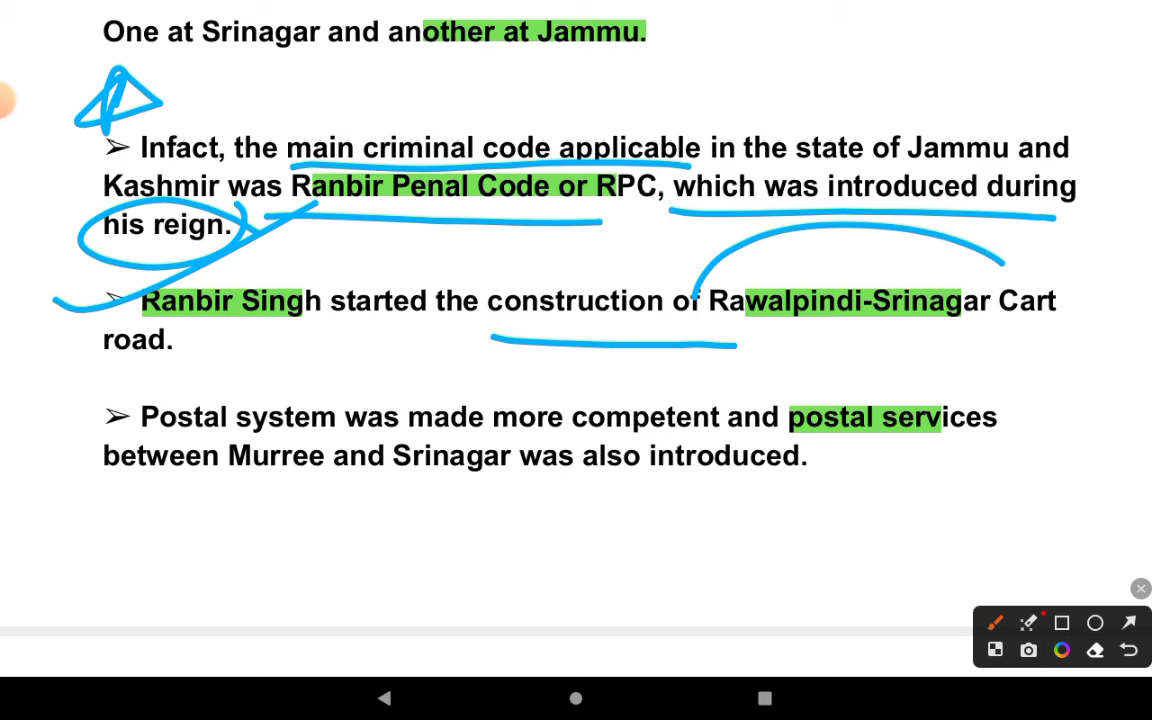 One at Srinagar and another at Jammu.
➢ Infact, the main criminal code applicable in the state of Jammu and
Kashmir was Ranbir Penal Code or RPC, which was introduced during
his reign.
➢ Ranbir Singh started the construction of Rawalpindi-Srinagar Cart
road.
➢ Postal system was made more competent and postal services
between Murree and Srinagar was also introduced.